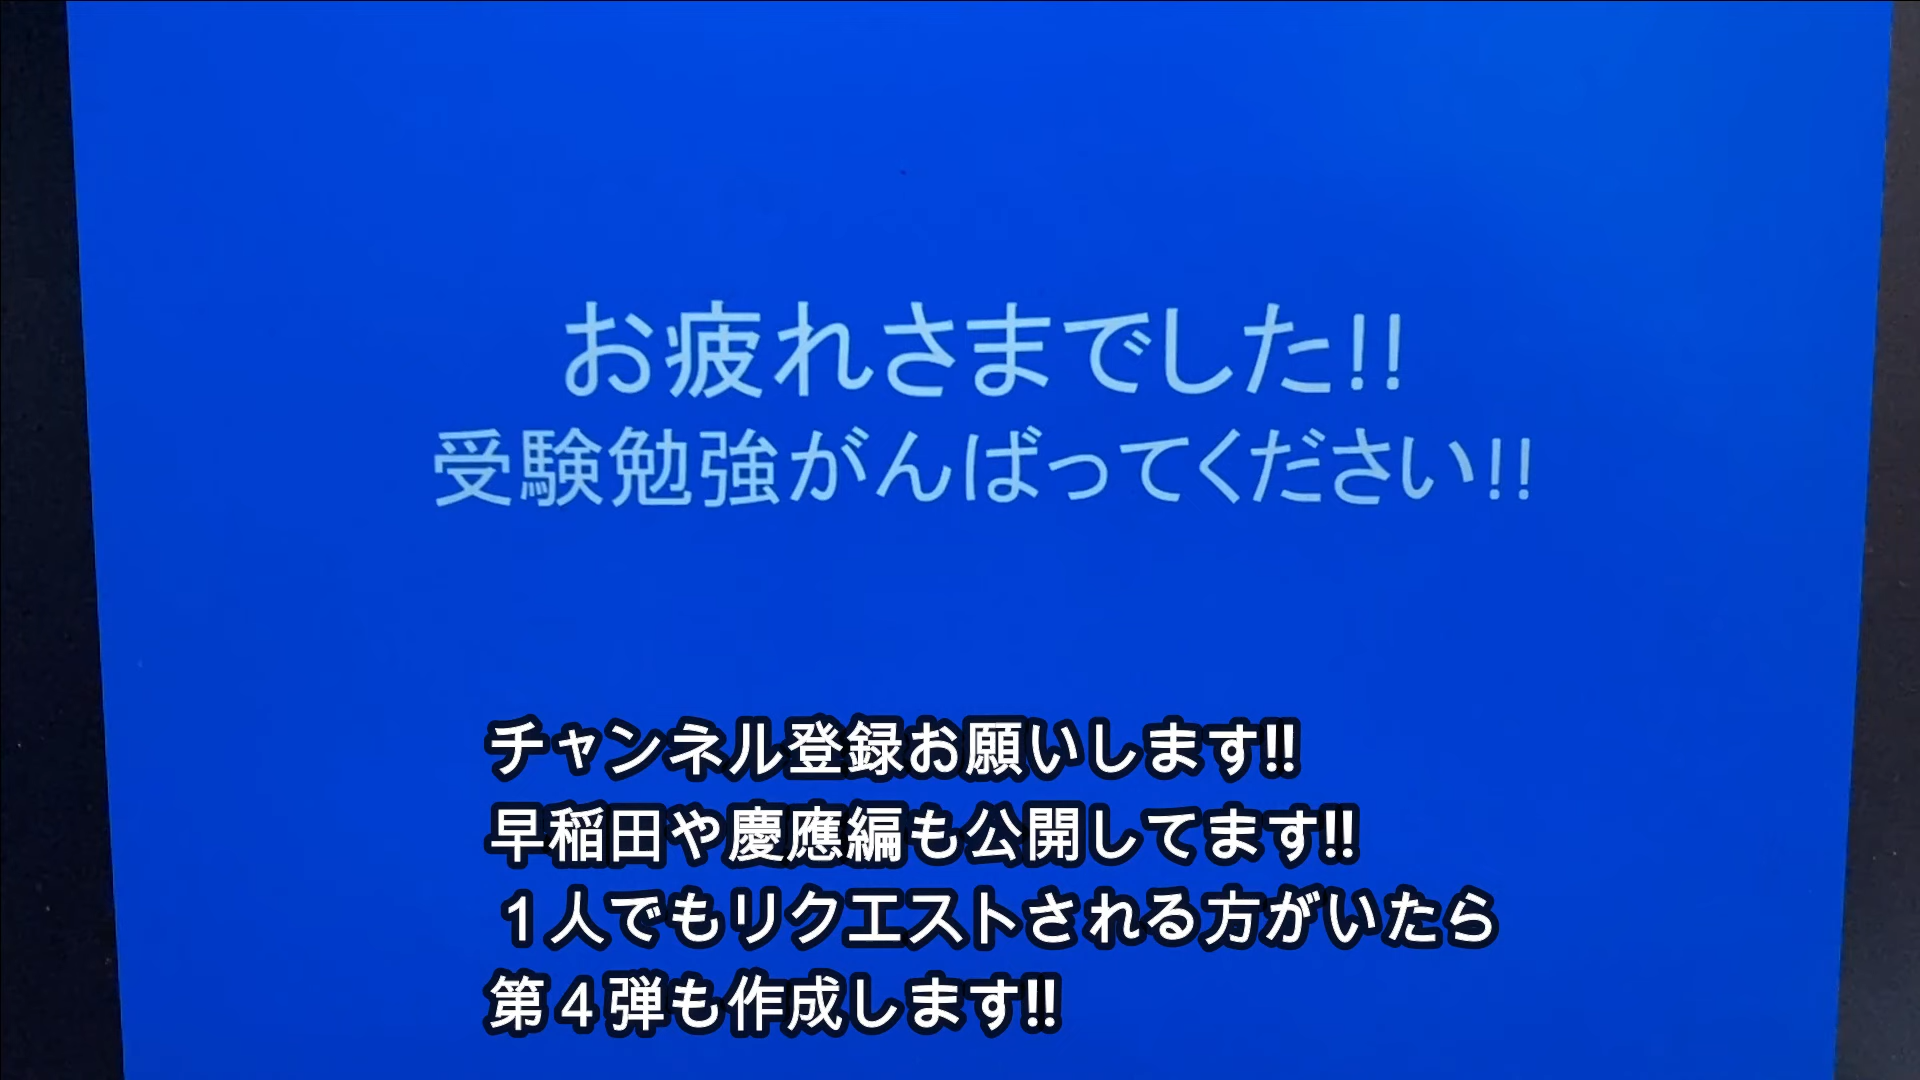 お疲れさまでした!!
受験勉強がんばってください!!
チャンネル登録お願いします!!
早稲田や慶應編も公開してます!!
１人でもリクエストされる方がいたら
第４弾も作成します!!